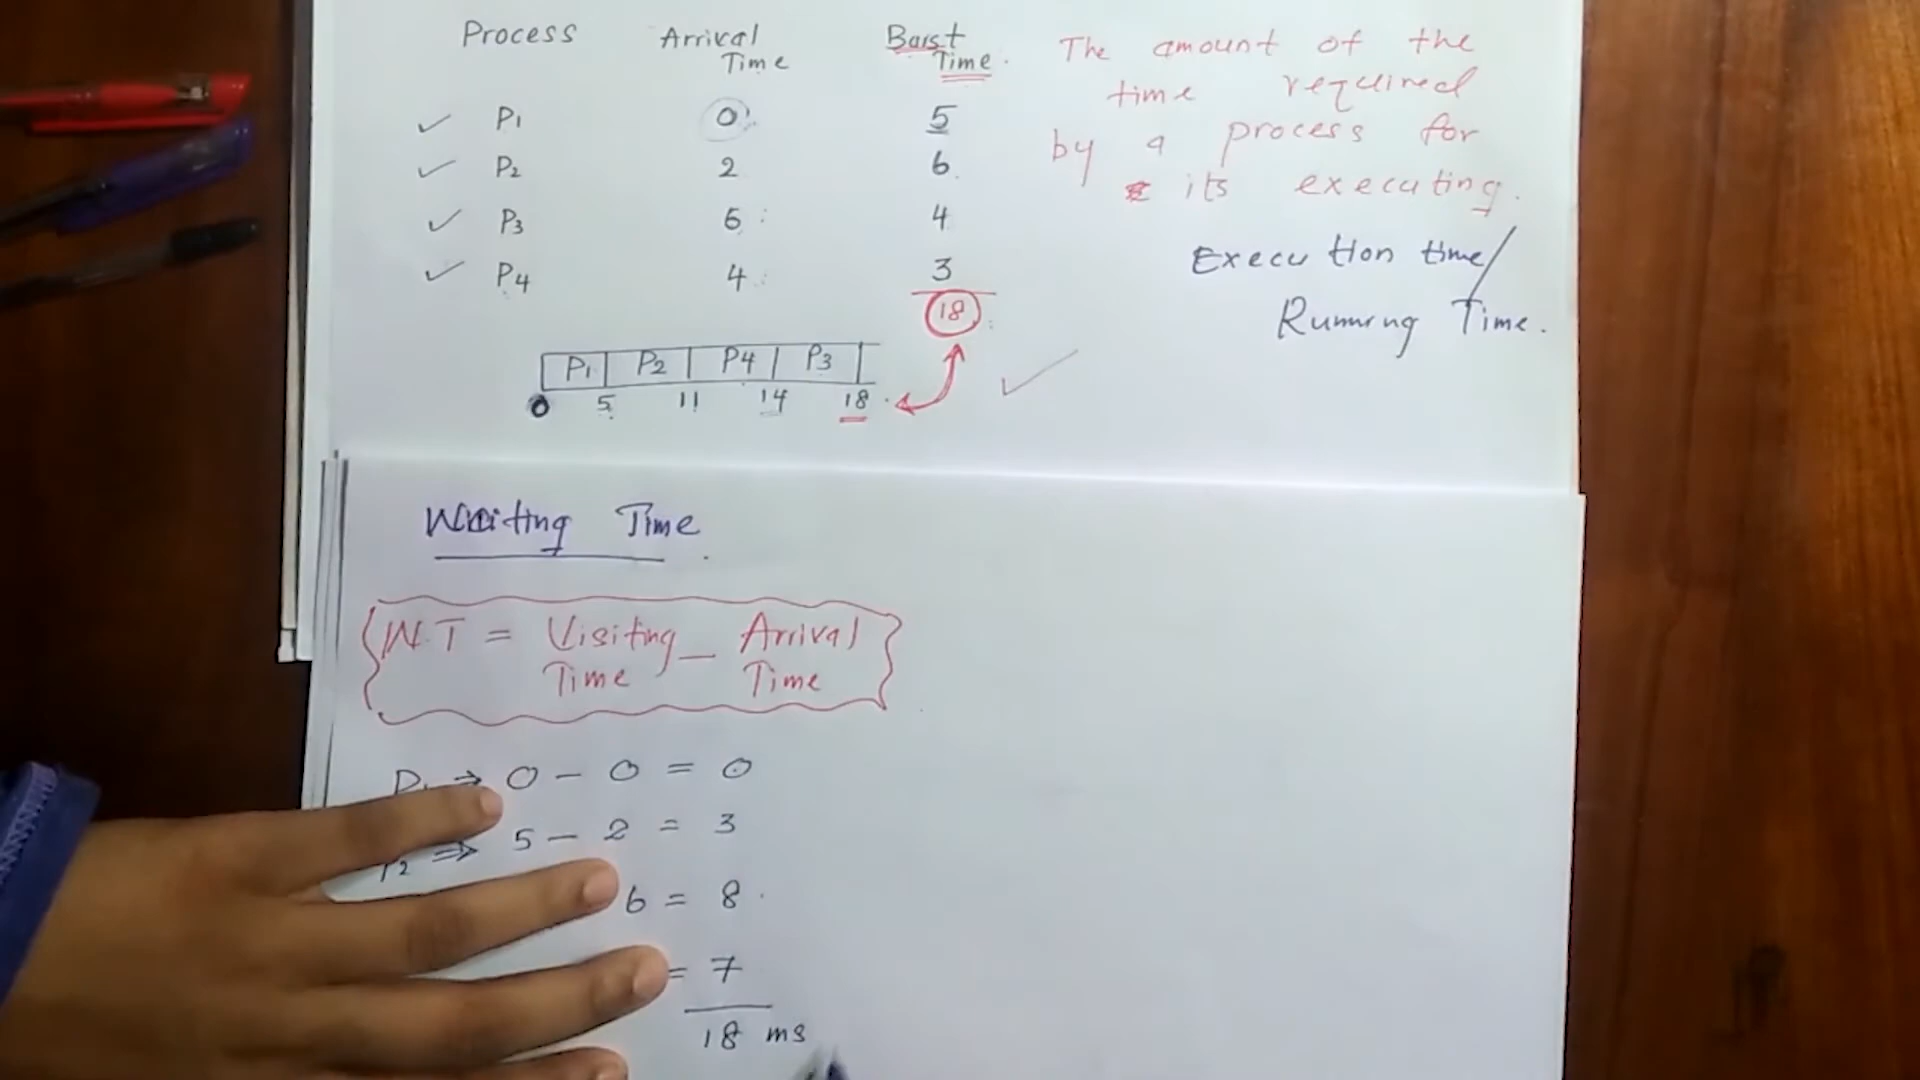 Process Arrival Time Burst Time.
P1 0 5
P2 2 6
P3 6 4
P4 4 3
18
P1 P2 P4 P3
0 5 11 14 18
The amount of the
time required
by a process for
its executing.
Execution time/
Running Time.
Waiting Time
W.T = Visiting Time - Arrival Time
P1 ⇒ 0 - 0 = 0
P2 ⇒ 5 - 2 = 3
6 = 8
= 7
18 ms